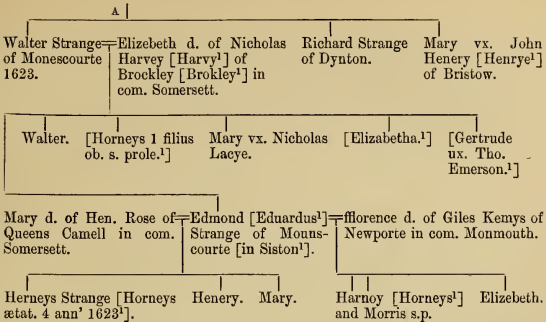 A
Walter Strange=Elizebeth d. of Nicholas Richard Strange Mary vx. John
of Monescourte Harvey [Harvy¹] of of Dynton. Henery [Henrye¹]
1623. Brockley [Brokley¹] in of Bristow.
com. Somersett.
Walter. [Horneys 1 filius Mary vx. Nicholas [Elizabetha.¹] [Gertrude
ob. s. prole.¹] Lacye. ux. Tho.
Emerson.¹]
Mary d. of Hen. Rose of=Edmond [Eduardus¹]=fflorence d. of Giles Kemys of
Queens Camell in com. Strange of Mouns- Newporte in com. Monmouth.
Somersett. courte [in Siston¹].
Herneys Strange [Horneys Henery. Mary. Harnoy [Horneys¹] Elizebeth.
ætat. 4 ann' 1623¹]. and Morris s.p.